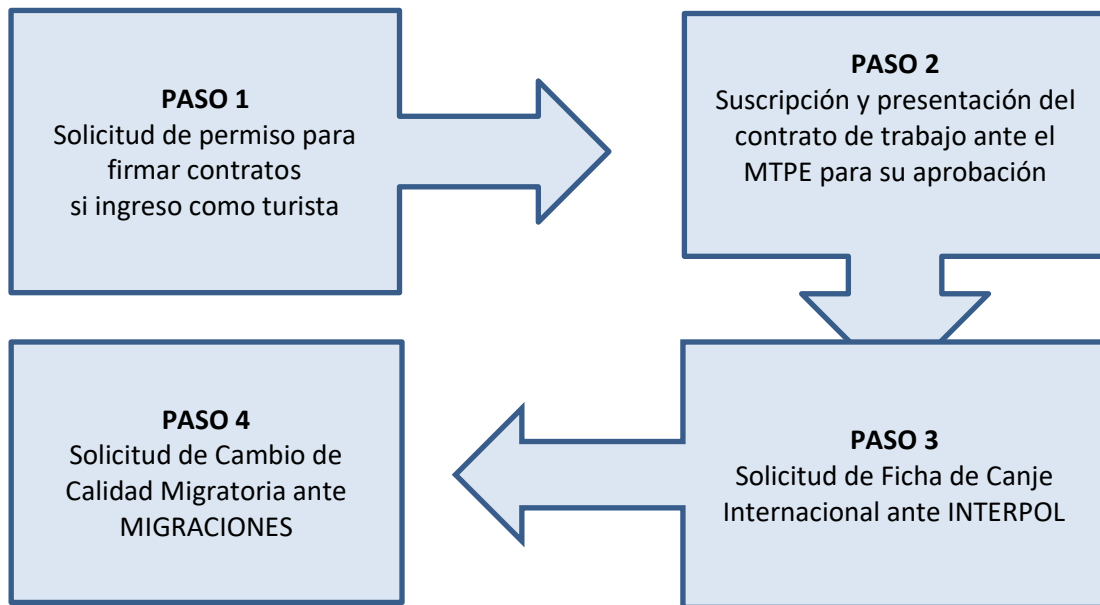 PASO 1
Solicitud de permiso para
firmar contratos
si ingreso como turista
PASO 2
Suscripción y presentación del
contrato de trabajo ante el
MTPE para su aprobación
PASO 3
Solicitud de Ficha de Canje
Internacional ante INTERPOL
PASO 4
Solicitud de Cambio de
Calidad Migratoria ante
MIGRACIONES